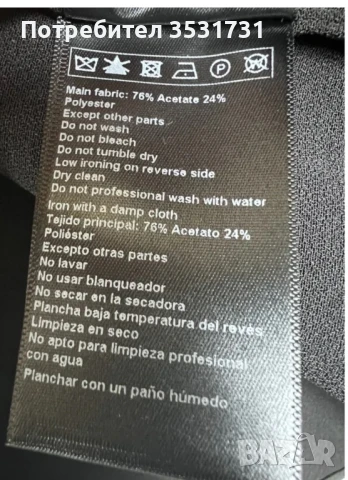 Потребител 3531731
P
Main fabric: 76% Acetate 24%
Polyester
Except other parts
Do not wash
Do not bleach
Do not tumble dry
Low ironing on reverse side
Dry clean
Do not professional wash with water
Iron with a damp cloth
Tejido principal: 76% Acetato 24%
Poliéster
Excepto otras partes
No lavar
No usar blanqueador
No secar en la secadora
Plancha baja temperatura del revés
Limpieza en seco
No apto para limpieza profesional
con agua
Planchar con un paño húmedo
BAZAR